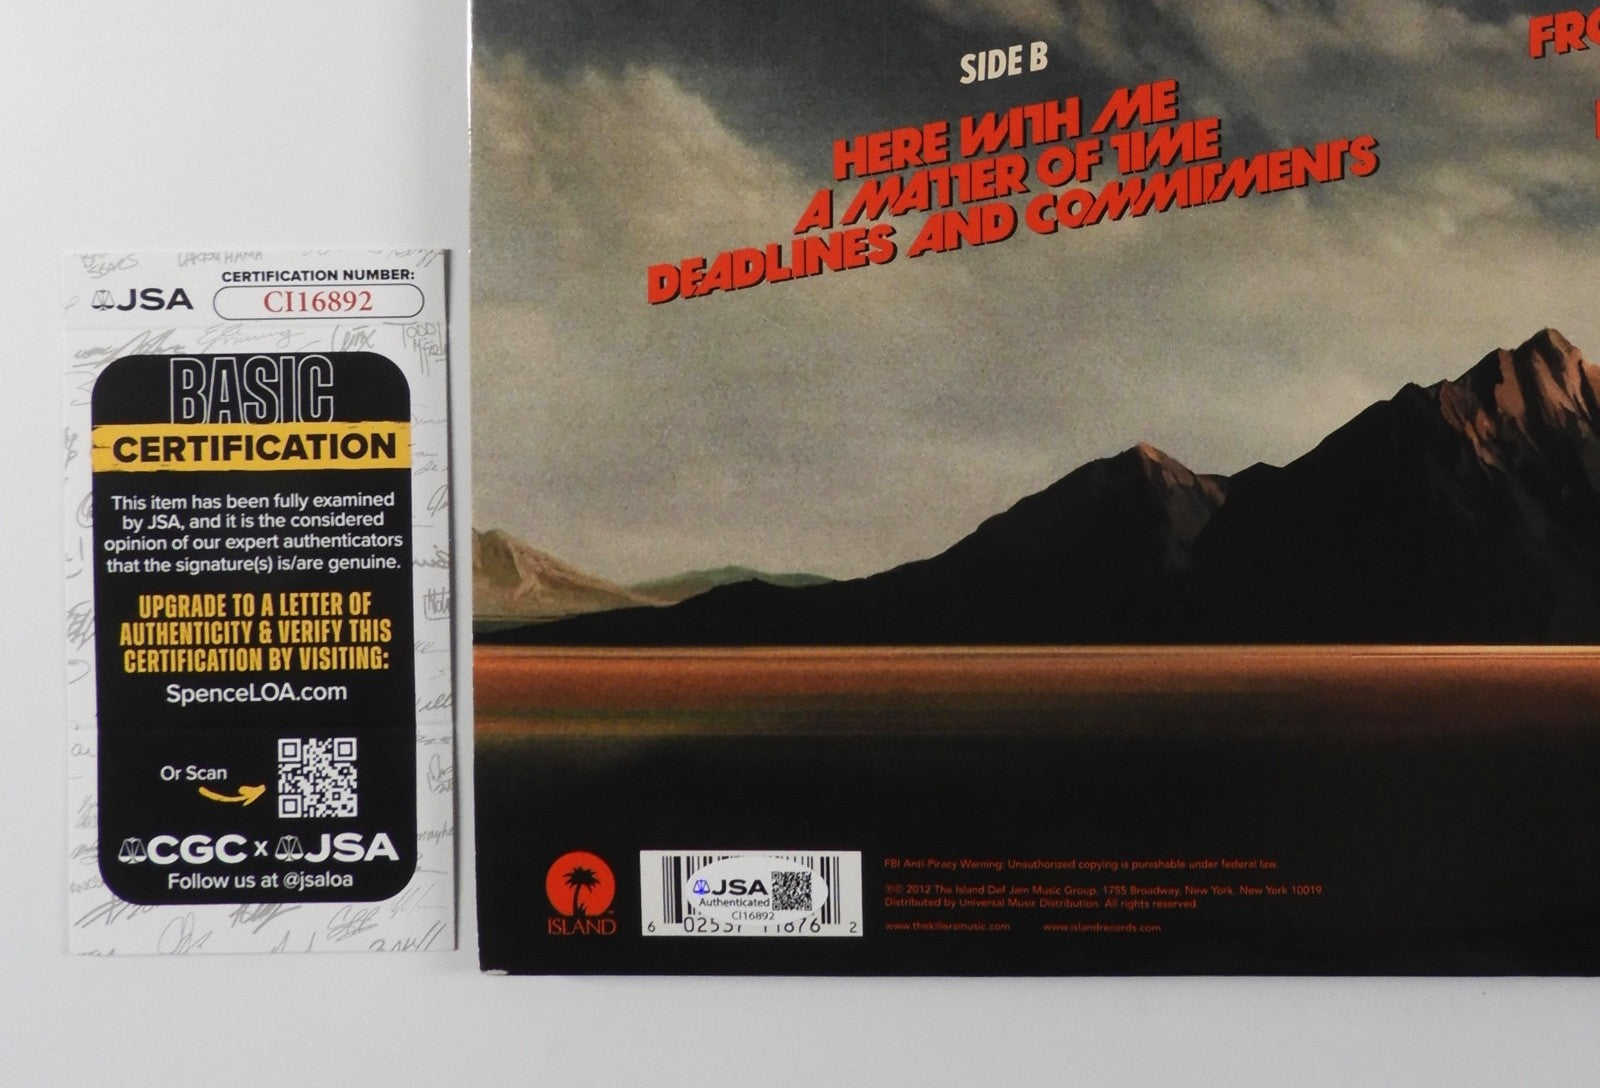 JSA
CERTIFICATION NUMBER:
CI16892
BASIC
CERTIFICATION
This item has been fully examined
by JSA, and it is the considered
opinion of our expert authenticators
that the signature(s) is/are genuine.
UPGRADE TO A LETTER OF
AUTHENTICITY & VERIFY THIS
CERTIFICATION BY VISITING:
SpenceLOA.com
Or Scan
CGC x JSA
Follow us at @jsaloa
SIDE B
HERE WITH ME
A MATTER OF TIME
DEADLINES AND COMMITMENTS
ISLAND
JSA
Authenticated
CI16892
FBI Anti-Piracy Warning: Unauthorized copying is punishable under federal law.
℗© 2012 The Island Def Jam Music Group, 1755 Broadway, New York, New York 10019.
Distributed by Universal Music Distribution. All rights reserved.
www.thekillersmusic.com www.islandrecords.com